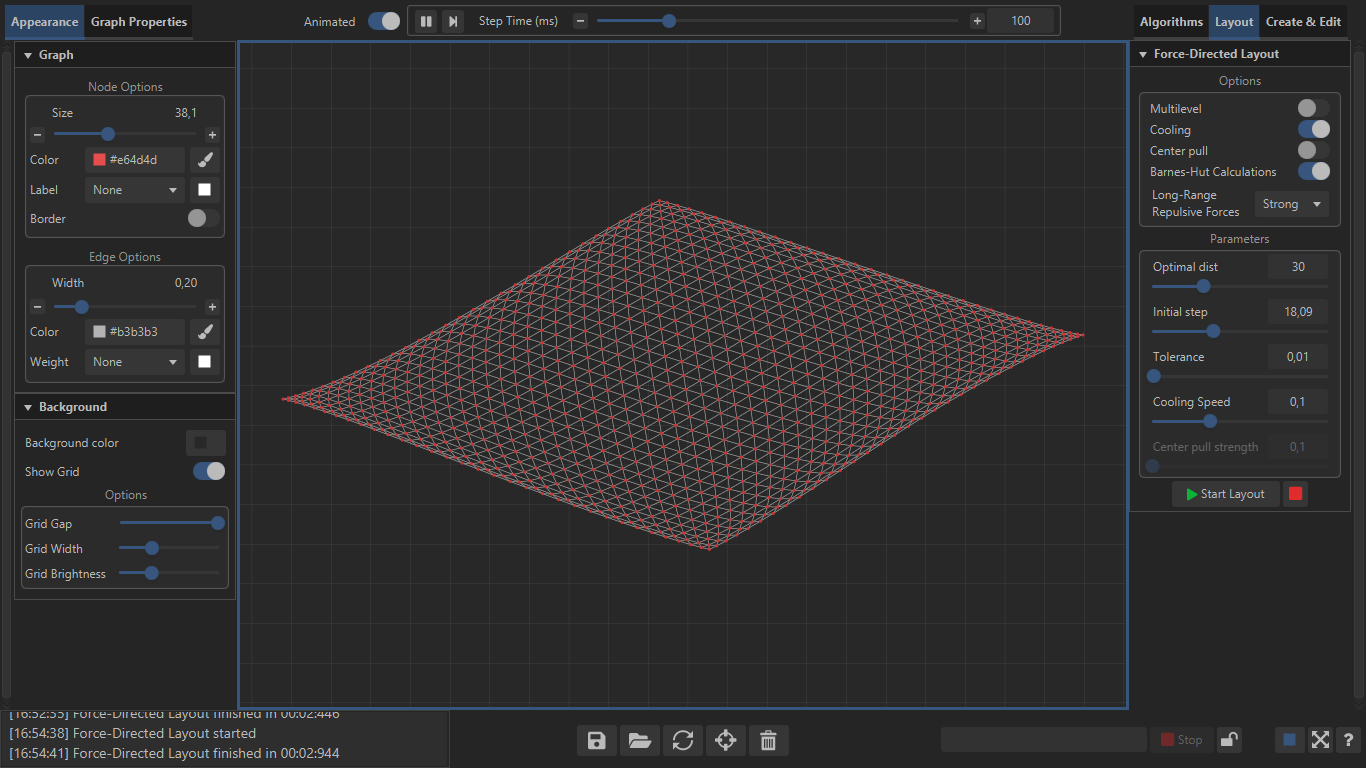 Appearance
Graph Properties
Animated
Step Time (ms)
−
+
100
Algorithms
Layout
Create & Edit
Graph
Node Options
Size
38,1
−
+
Color
#e64d4d
Label
None
Border
Edge Options
Width
0,20
−
+
Color
#b3b3b3
Weight
None
Background
Background color
Show Grid
Options
Grid Gap
Grid Width
Grid Brightness
Force-Directed Layout
Options
Multilevel
Cooling
Center pull
Barnes-Hut Calculations
Long-Range
Repulsive Forces
Strong
Parameters
Optimal dist
30
Initial step
18,09
Tolerance
0,01
Cooling Speed
0,1
Center pull strength
0,1
Start Layout
[16:52:55] Force-Directed Layout finished in 00:02:446
[16:54:38] Force-Directed Layout started
[16:54:41] Force-Directed Layout finished in 00:02:944
Stop
?